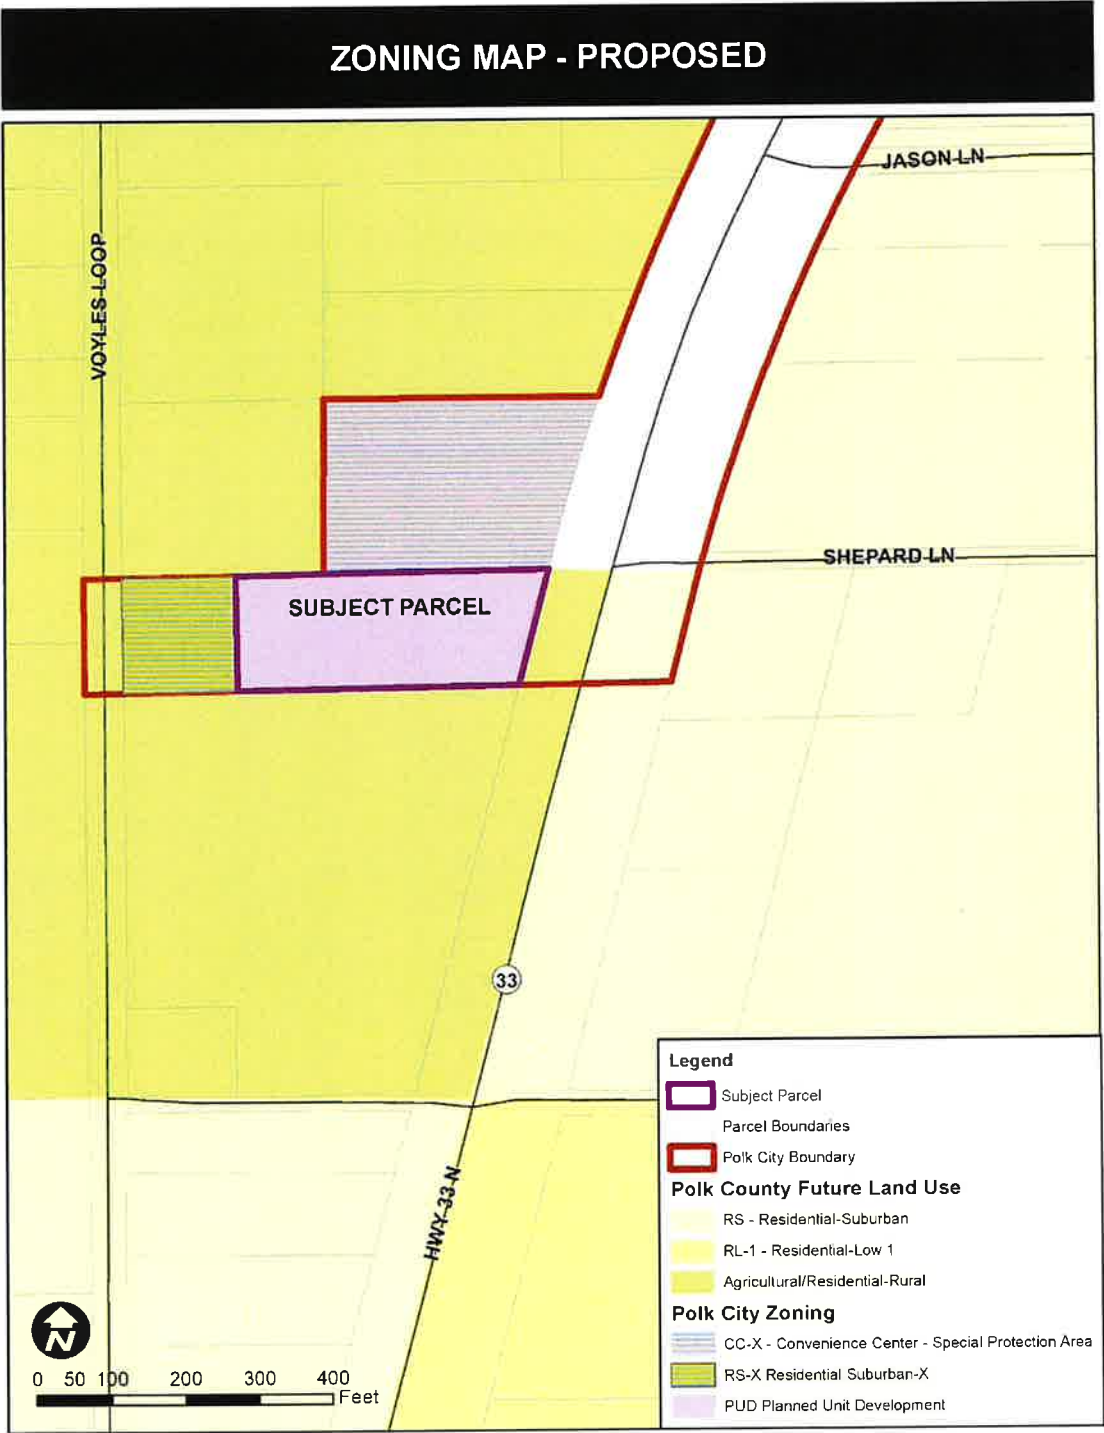 ZONING MAP - PROPOSED
JASON LN
VOYLES LOOP
SHEPARD LN
SUBJECT PARCEL
33
HWY 33 N
Legend
Subject Parcel
Parcel Boundaries
Polk City Boundary
Polk County Future Land Use
RS - Residential-Suburban
RL-1 - Residential-Low 1
Agricultural/Residential-Rural
Polk City Zoning
CC-X - Convenience Center - Special Protection Area
RS-X Residential Suburban-X
PUD Planned Unit Development
N
0 50 100 200 300 400
Feet